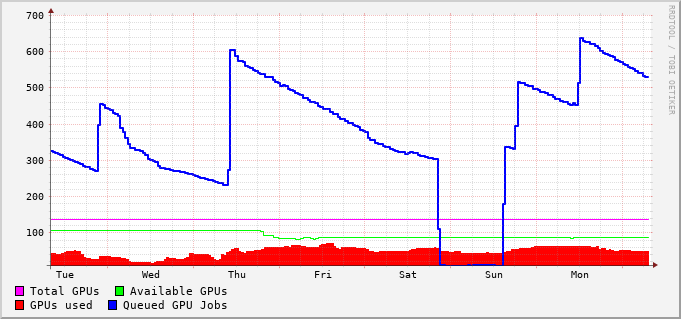 700
600
500
400
300
200
100
Tue Wed Thu Fri Sat Sun Mon
Total GPUs Available GPUs
GPUs used Queued GPU Jobs
RRDTOOL / TOBI OETIKER